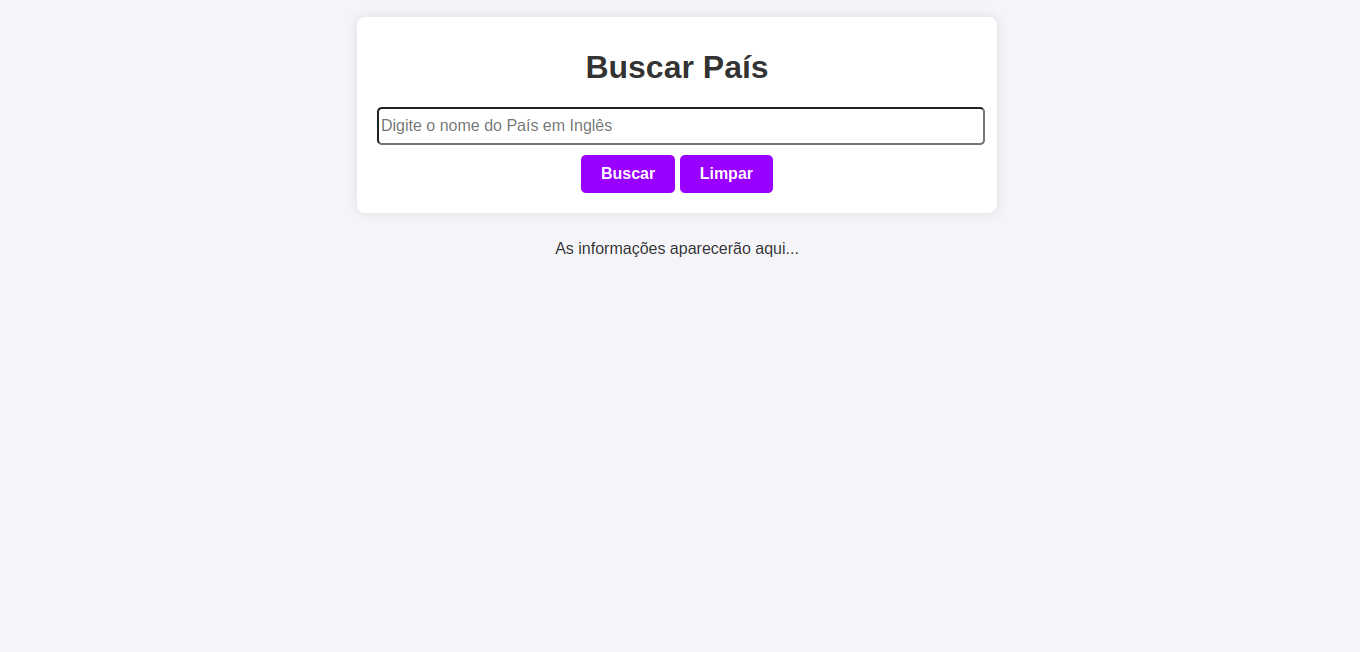 Buscar País
Digite o nome do País em Inglês
Buscar Limpar
As informações aparecerão aqui...